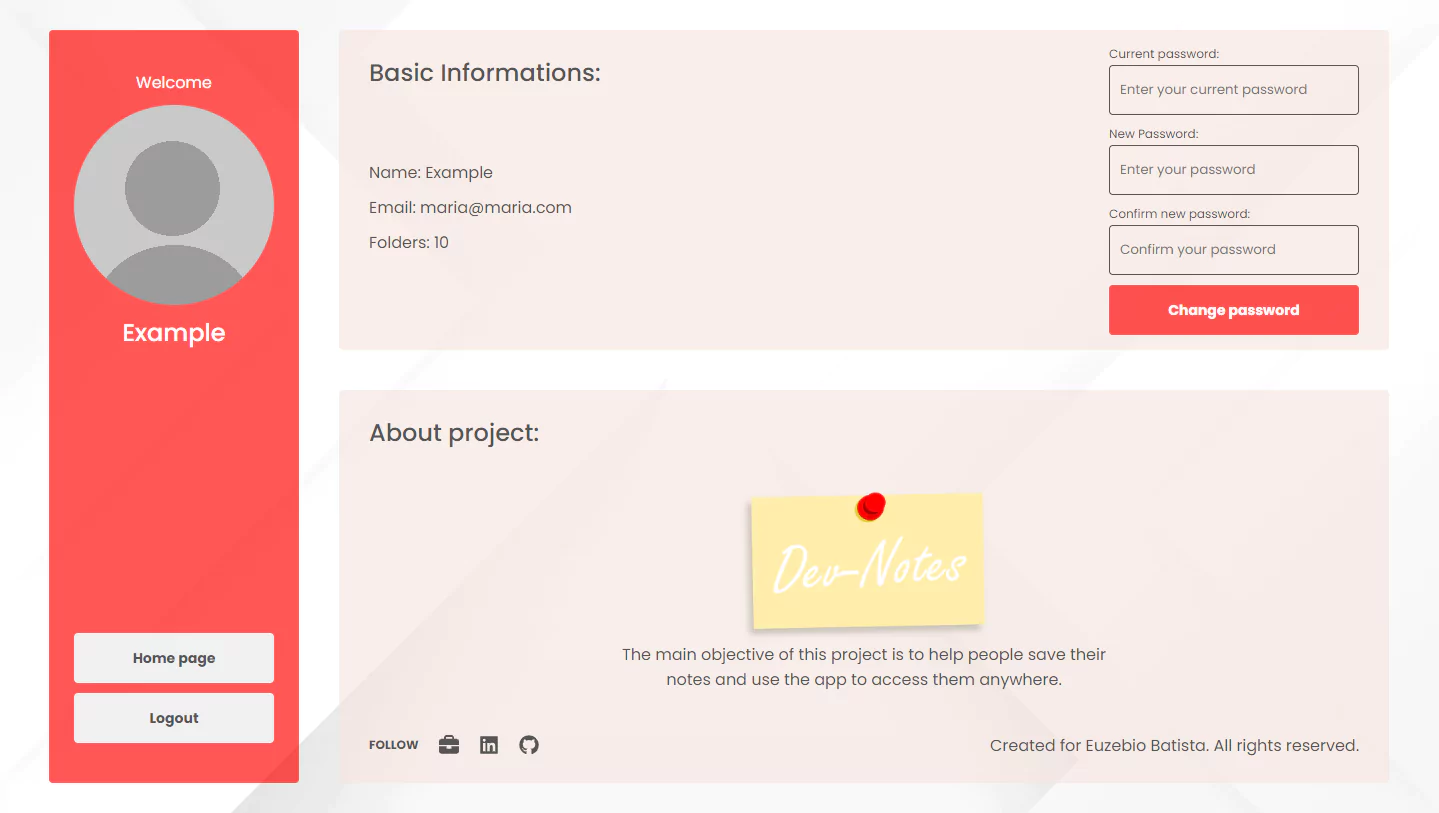 Welcome
Example
Home page
Logout
Basic Informations:
Name: Example
Email: maria@maria.com
Folders: 10
Current password:
Enter your current password
New Password:
Enter your password
Confirm new password:
Confirm your password
Change password
About project:
Dev-Notes
The main objective of this project is to help people save their
notes and use the app to access them anywhere.
FOLLOW
Created for Euzebio Batista. All rights reserved.